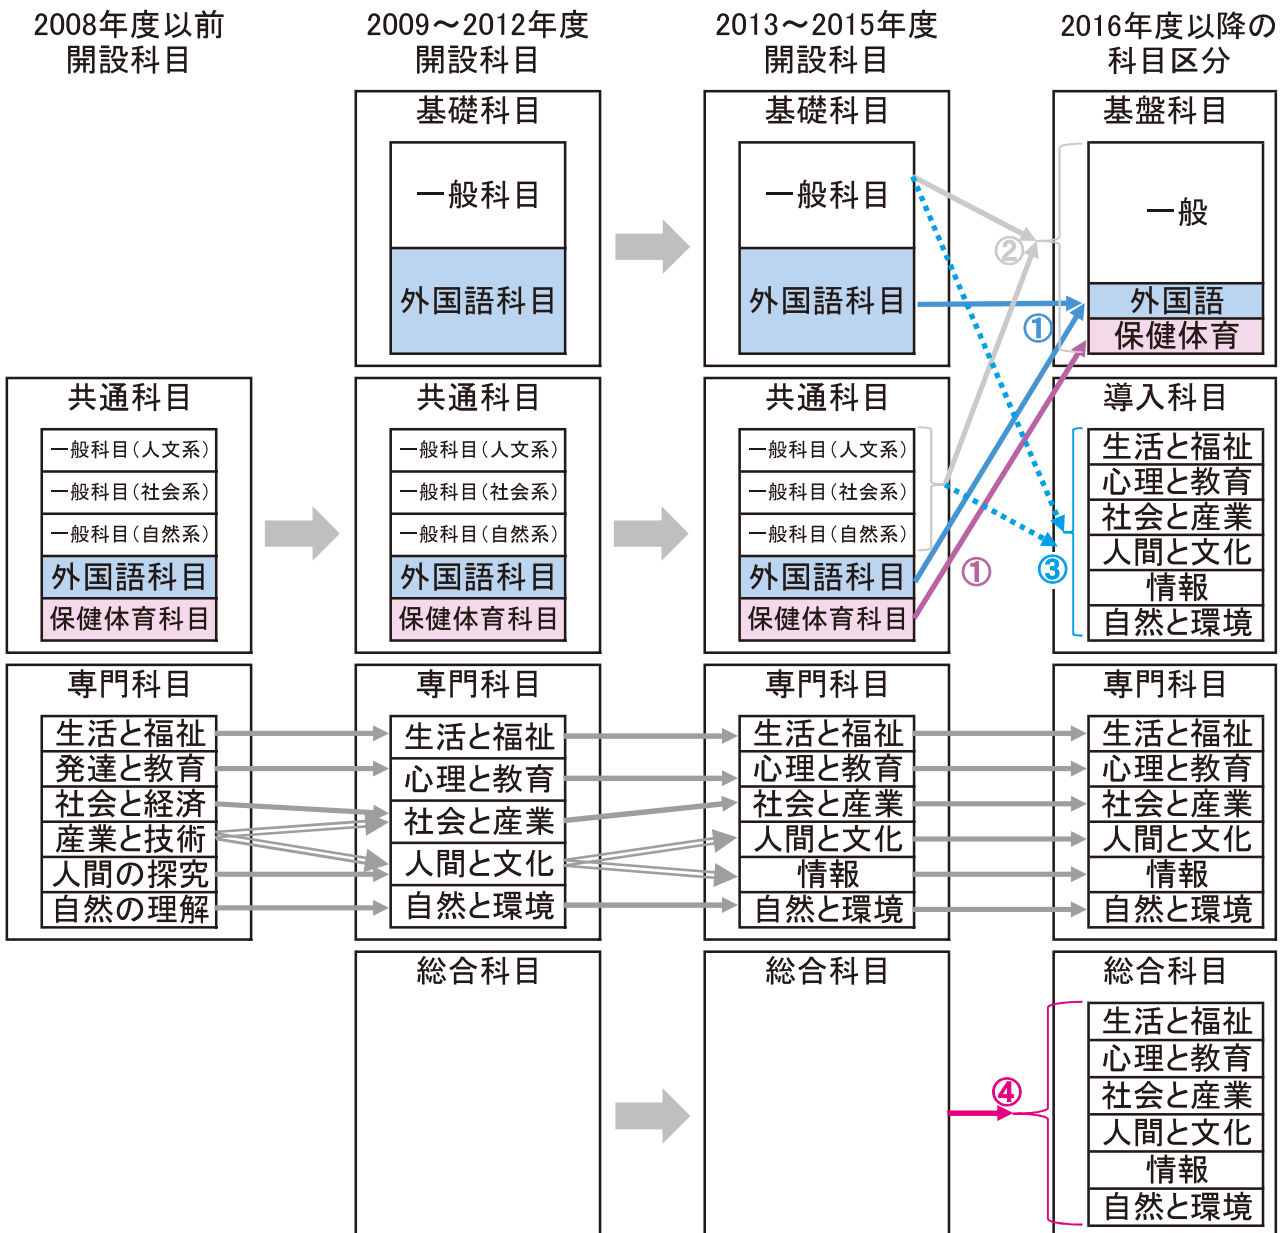 2008年度以前
開設科目
共通科目
一般科目(人文系)
一般科目(社会系)
一般科目(自然系)
外国語科目
保健体育科目
専門科目
生活と福祉
発達と教育
社会と経済
産業と技術
人間の探究
自然の理解
2009～2012年度
開設科目
基礎科目
一般科目
外国語科目
共通科目
一般科目(人文系)
一般科目(社会系)
一般科目(自然系)
外国語科目
保健体育科目
専門科目
生活と福祉
心理と教育
社会と産業
人間と文化
自然と環境
総合科目
2013～2015年度
開設科目
基礎科目
一般科目
外国語科目
共通科目
一般科目(人文系)
一般科目(社会系)
一般科目(自然系)
外国語科目
保健体育科目
専門科目
生活と福祉
心理と教育
社会と産業
人間と文化
情報
自然と環境
総合科目
②
①
①
③
④
2016年度以降の
科目区分
基盤科目
一般
外国語
保健体育
導入科目
生活と福祉
心理と教育
社会と産業
人間と文化
情報
自然と環境
専門科目
生活と福祉
心理と教育
社会と産業
人間と文化
情報
自然と環境
総合科目
生活と福祉
心理と教育
社会と産業
人間と文化
情報
自然と環境